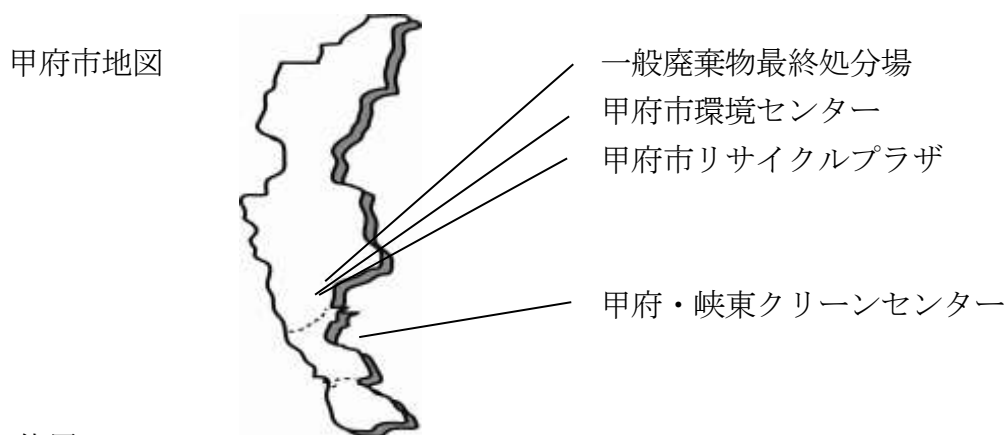 甲府市地図
一般廃棄物最終処分場
甲府市環境センター
甲府市リサイクルプラザ
甲府・峡東クリーンセンター